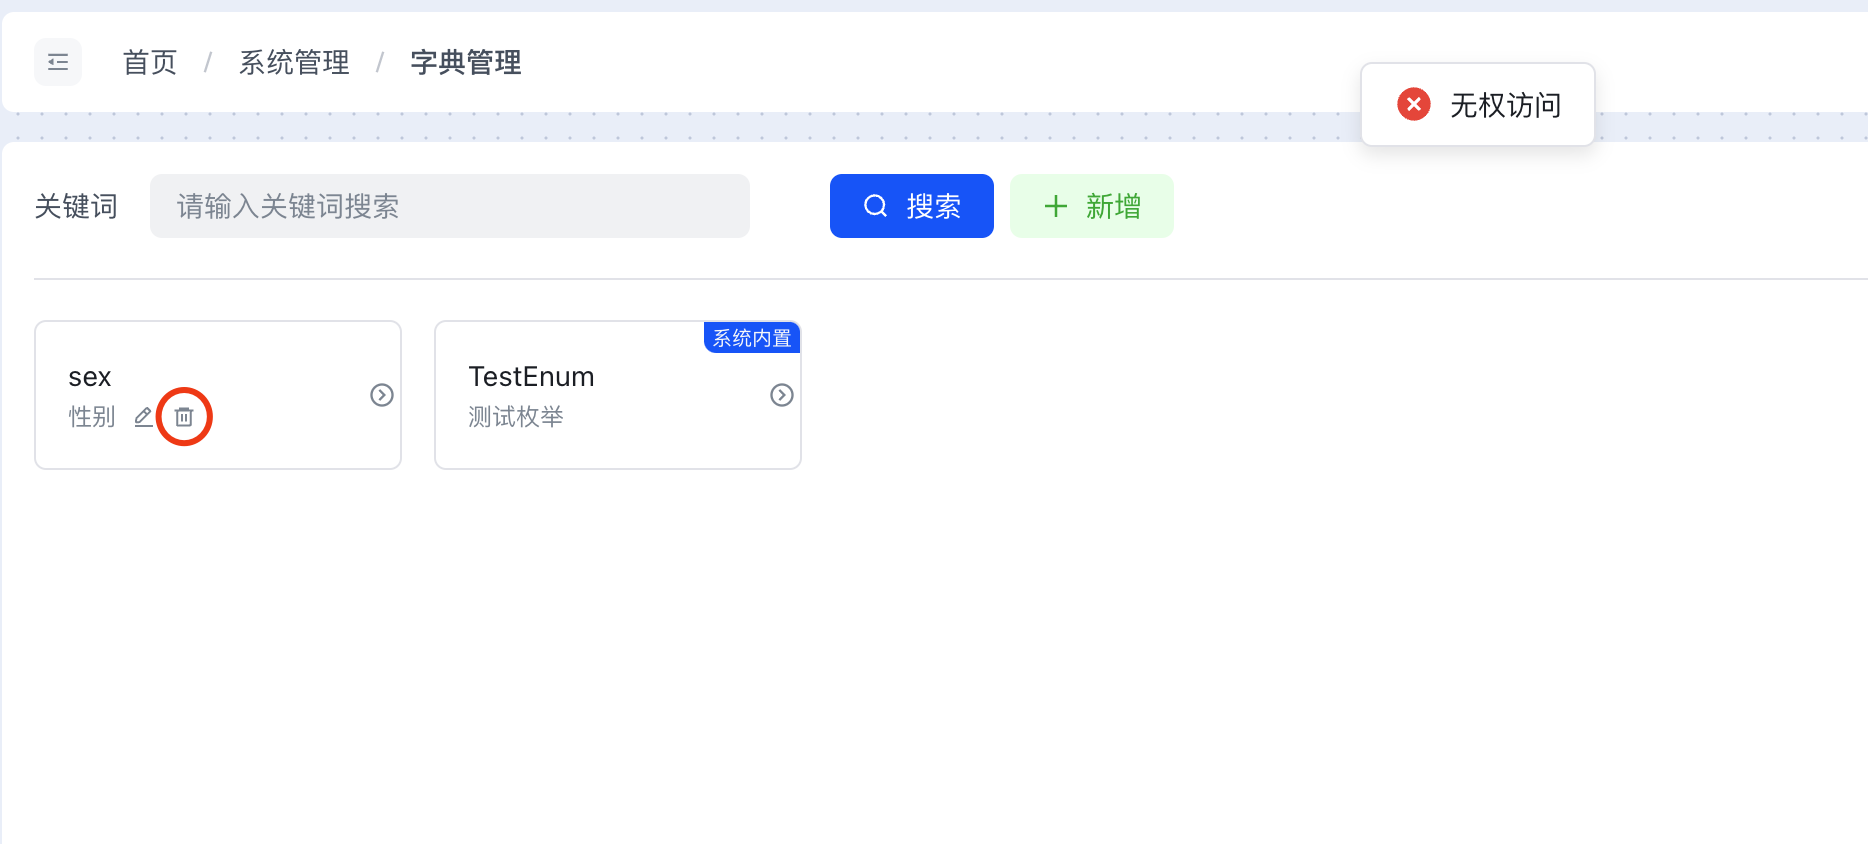 首页 / 系统管理 / 字典管理
无权访问
关键词 请输入关键词搜索 搜索 新增
系统内置
sex
性别
TestEnum
测试枚举